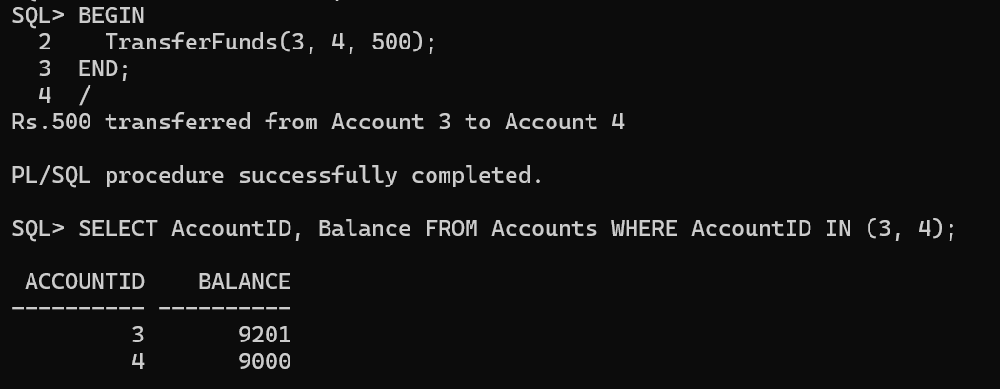 SQL> BEGIN
  2    TransferFunds(3, 4, 500);
  3  END;
  4  /
Rs.500 transferred from Account 3 to Account 4
PL/SQL procedure successfully completed.
SQL> SELECT AccountID, Balance FROM Accounts WHERE AccountID IN (3, 4);
 ACCOUNTID    BALANCE
---------- ----------
         3       9201
         4       9000